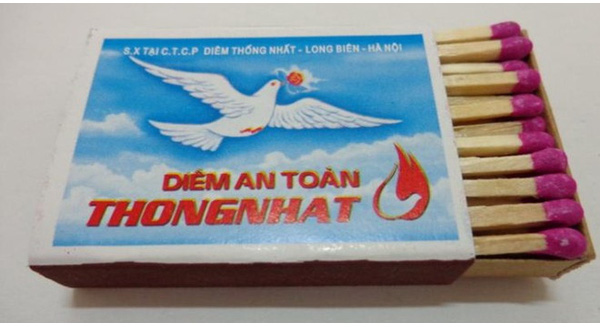 S.X TẠI C.T.C.P DIÊM THỐNG NHẤT - LONG BIÊN - HÀ NỘI
DIÊM AN TOÀN
THONGNHAT